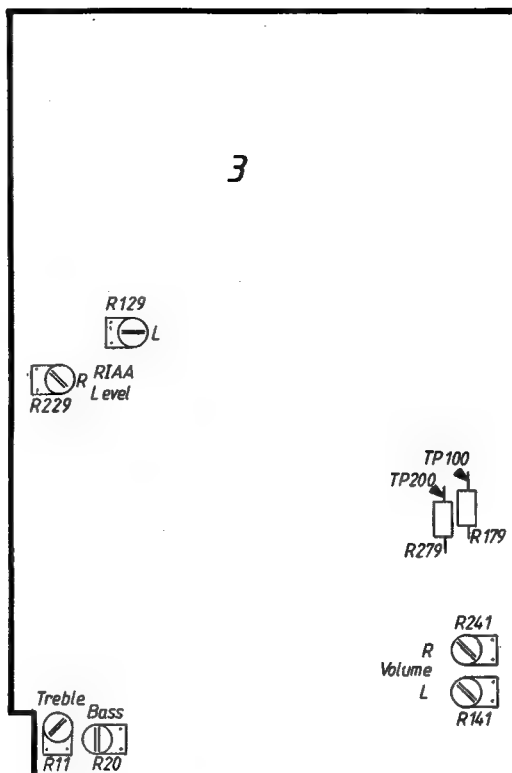 3
R129
L
R RIAA
Level
R229
TP100
TP200
R179
R279
R241
R
Volume
L
R141
Treble
Bass
R11 R20